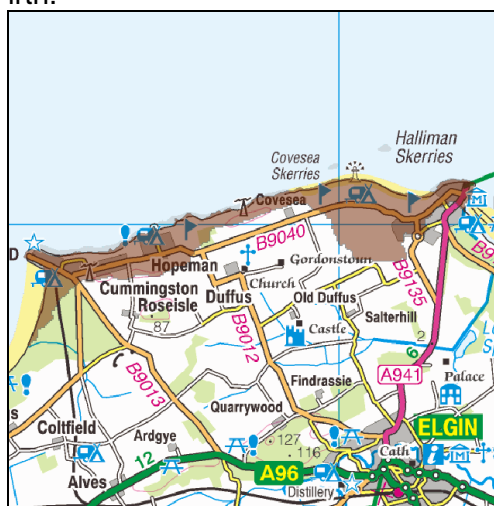 Halliman
Skerries
Covesea
Skerries
Covesea
D
B9040
Hopeman
Gordonstoun
Church
Cummingston
Roseisle
Duffus
Old Duffus
B9135
87
Castle
Salterhill
2
B9012
6
A941
B9013
Findrassie
Palace
Quarrywood
s
Coltfield
Ardgye
127
116
ELGIN
Cath
12
A96
Alves
Distillery